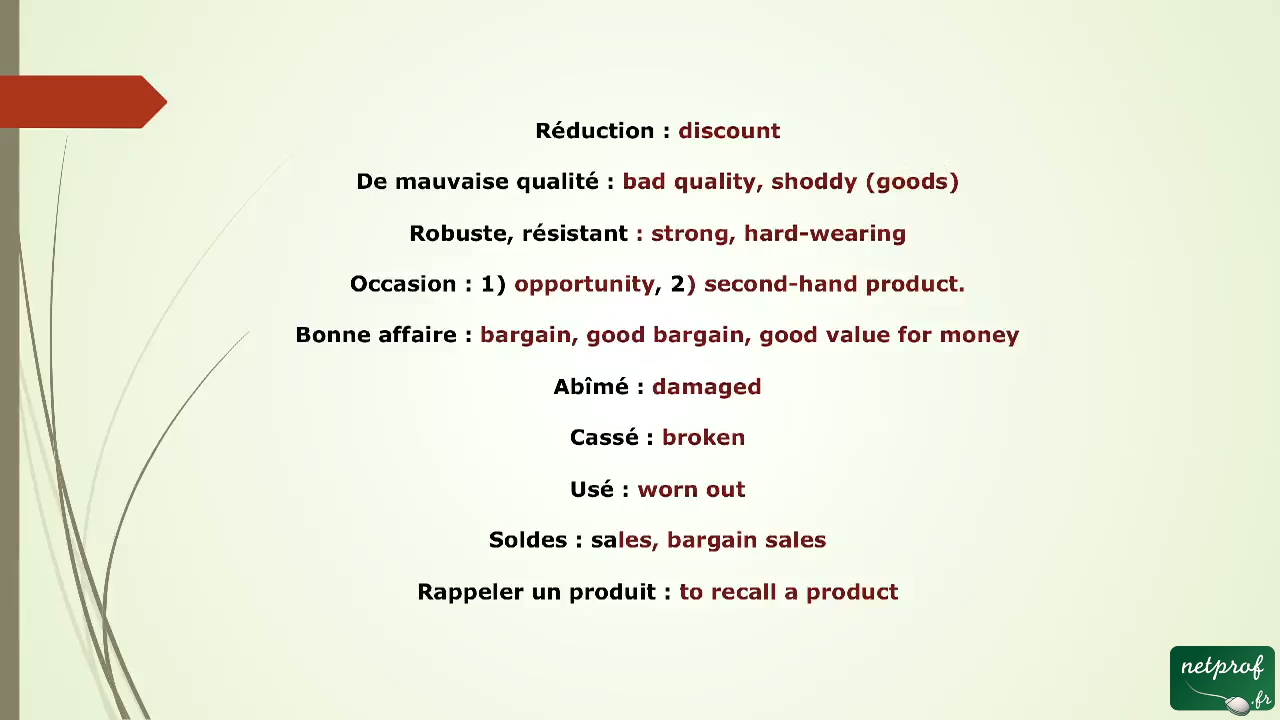 Réduction : discount
De mauvaise qualité : bad quality, shoddy (goods)
Robuste, résistant : strong, hard-wearing
Occasion : 1) opportunity, 2) second-hand product.
Bonne affaire : bargain, good bargain, good value for money
Abîmé : damaged
Cassé : broken
Usé : worn out
Soldes : sales, bargain sales
Rappeler un produit : to recall a product
netprof
.fr